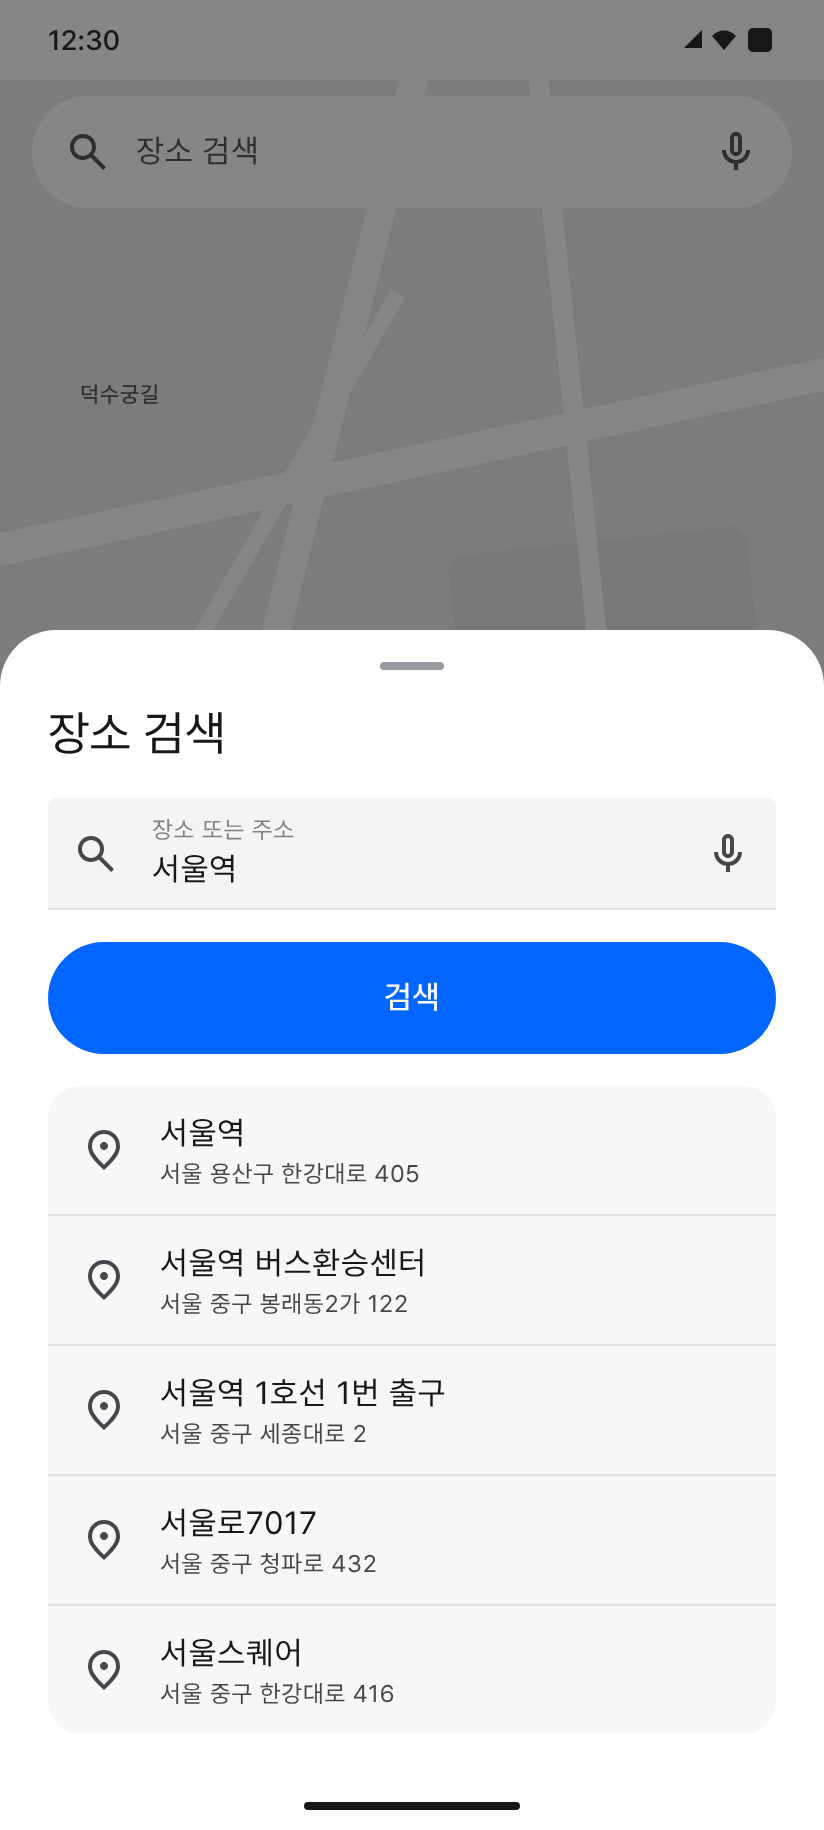 12:30
장소 검색
덕수궁길
장소 검색
장소 또는 주소
서울역
검색
서울역
서울 용산구 한강대로 405
서울역 버스환승센터
서울 중구 봉래동2가 122
서울역 1호선 1번 출구
서울 중구 세종대로 2
서울로7017
서울 중구 청파로 432
서울스퀘어
서울 중구 한강대로 416